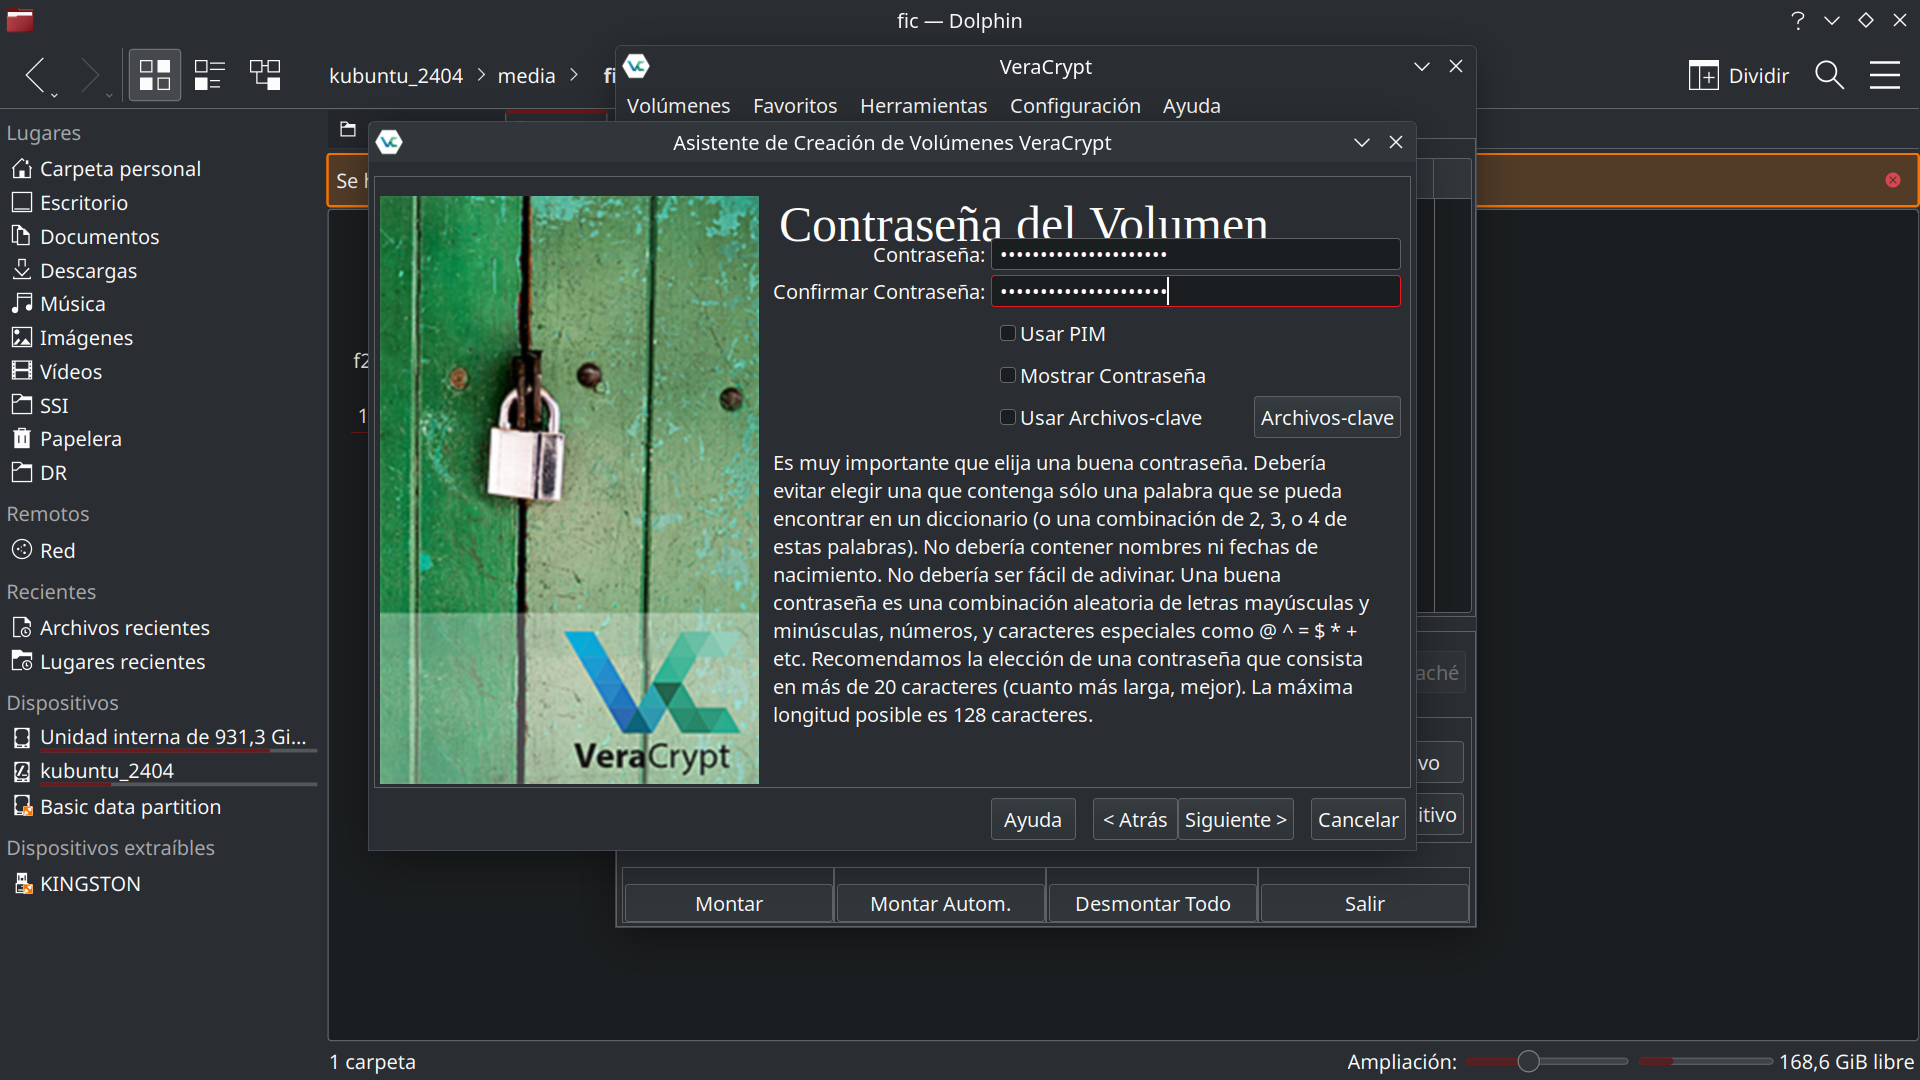 fic — Dolphin
kubuntu_2404
media
Dividir
VeraCrypt
Volúmenes
Favoritos
Herramientas
Configuración
Ayuda
Lugares
Carpeta personal
Escritorio
Documentos
Descargas
Música
Imágenes
Vídeos
SSI
Papelera
DR
Remotos
Red
Recientes
Archivos recientes
Lugares recientes
Dispositivos
Unidad interna de 931,3 Gi...
kubuntu_2404
Basic data partition
Dispositivos extraíbles
KINGSTON
Se
Asistente de Creación de Volúmenes VeraCrypt
Contraseña del Volumen
Contraseña:
Confirmar Contraseña:
Usar PIM
Mostrar Contraseña
Usar Archivos-clave
Archivos-clave
Es muy importante que elija una buena contraseña. Debería
evitar elegir una que contenga sólo una palabra que se pueda
encontrar en un diccionario (o una combinación de 2, 3, o 4 de
estas palabras). No debería contener nombres ni fechas de
nacimiento. No debería ser fácil de adivinar. Una buena
contraseña es una combinación aleatoria de letras mayúsculas y
minúsculas, números, y caracteres especiales como @ ^ = $ * +
etc. Recomendamos la elección de una contraseña que consista
en más de 20 caracteres (cuanto más larga, mejor). La máxima
longitud posible es 128 caracteres.
VeraCrypt
Ayuda
< Atrás
Siguiente >
Cancelar
Montar
Montar Autom.
Desmontar Todo
Salir
1 carpeta
Ampliación:
168,6 GiB libre